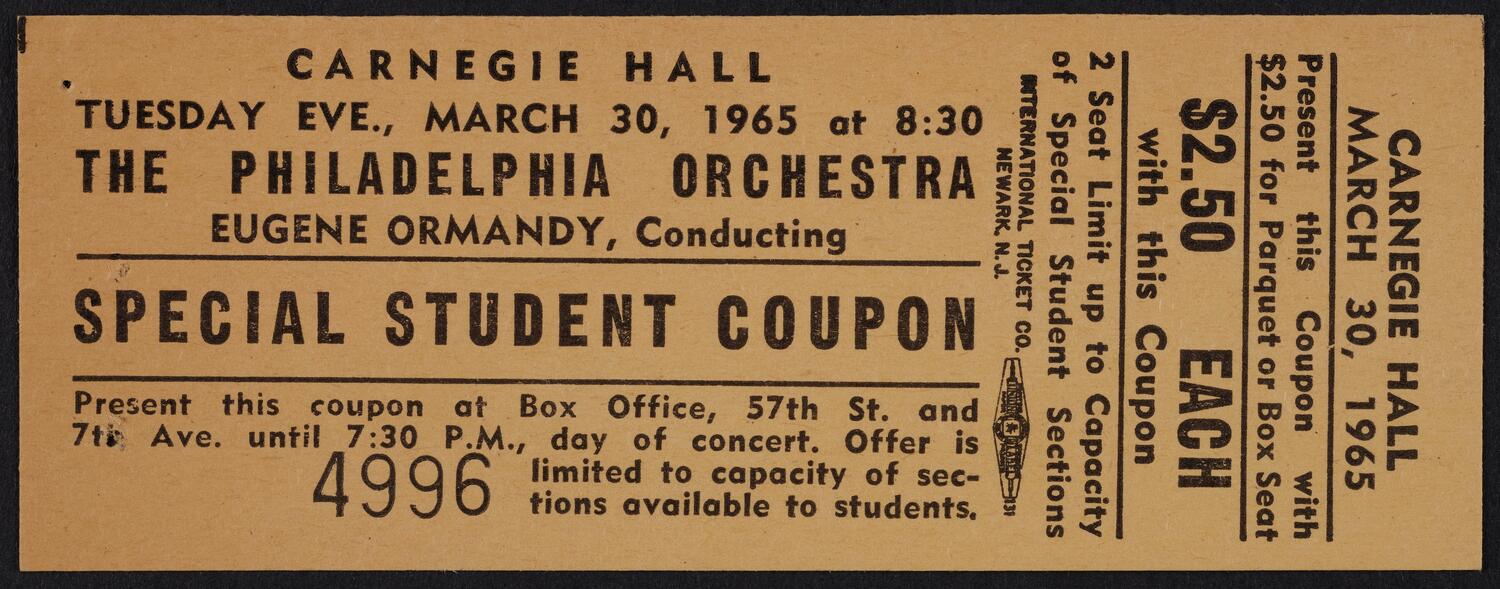 CARNEGIE HALL
TUESDAY EVE., MARCH 30, 1965 at 8:30
THE PHILADELPHIA ORCHESTRA
EUGENE ORMANDY, Conducting
SPECIAL STUDENT COUPON
Present this coupon at Box Office, 57th St. and
7th Ave. until 7:30 P.M., day of concert. Offer is
limited to capacity of sec-
tions available to students.
4996
CARNEGIE HALL
MARCH 30, 1965
Present this Coupon with
$2.50 for Parquet or Box Seat
$2.50 EACH
with this Coupon
2 Seat Limit up to Capacity
of Special Student Sections
INTERNATIONAL TICKET CO.
NEWARK, N. J.